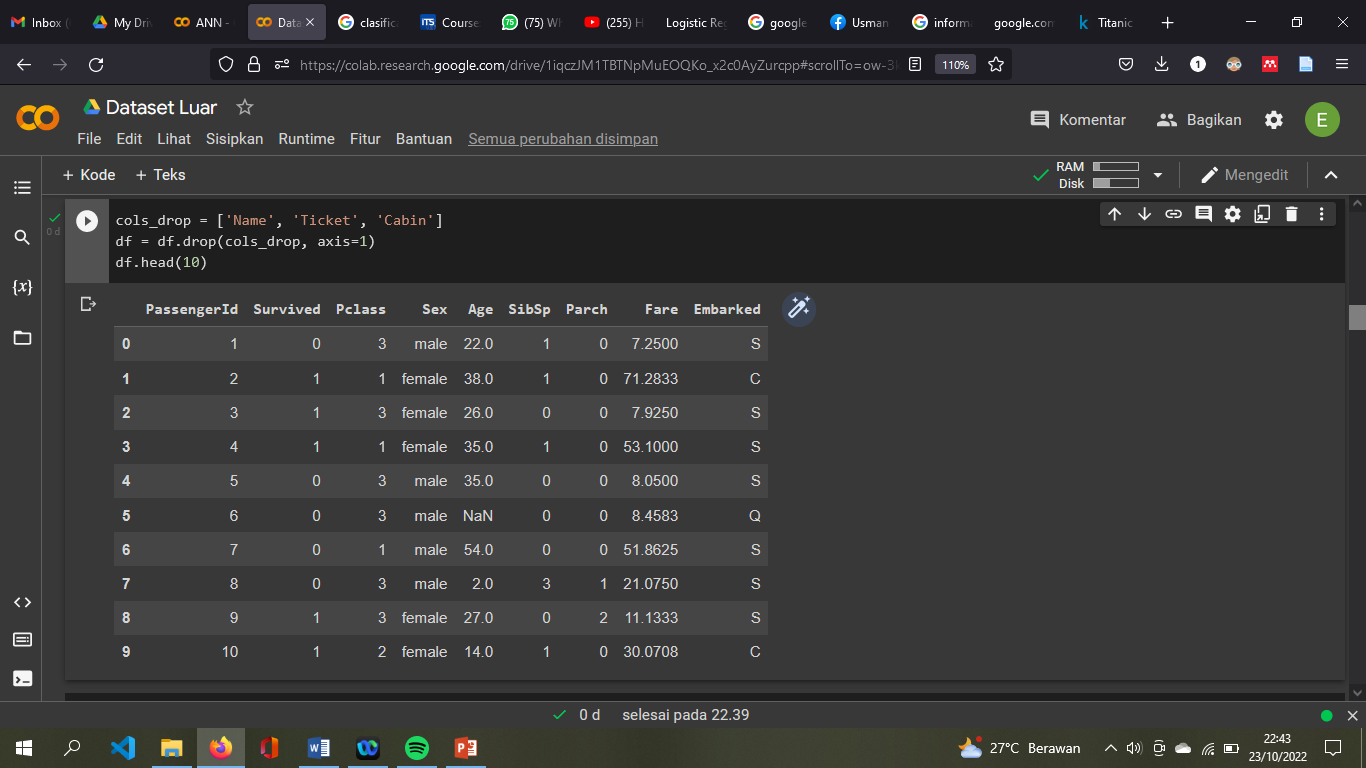 Inbox (
My Driv
ANN -
Data
clasific
ITS Course
75 (75) Wh
(255) H
Logistic Re
google
Usman
inform
google.com
k Titanic
https://colab.research.google.com/drive/1iqczJM1TBTNpMuEOQKo_x2c0AyZurcpp#scrollTo=ow-3
110%
1
Dataset Luar
File Edit Lihat Sisipkan Runtime Fitur Bantuan Semua perubahan disimpan
Komentar
Bagikan
E
+ Kode + Teks
RAM
Disk
Mengedit
0 d
cols_drop = ['Name', 'Ticket', 'Cabin']
df = df.drop(cols_drop, axis=1)
df.head(10)
{x}
PassengerId Survived Pclass Sex Age SibSp Parch Fare Embarked
0 1 0 3 male 22.0 1 0 7.2500 S
1 2 1 1 female 38.0 1 0 71.2833 C
2 3 1 3 female 26.0 0 0 7.9250 S
3 4 1 1 female 35.0 1 0 53.1000 S
4 5 0 3 male 35.0 0 0 8.0500 S
5 6 0 3 male NaN 0 0 8.4583 Q
6 7 0 1 male 54.0 0 0 51.8625 S
7 8 0 3 male 2.0 3 1 21.0750 S
8 9 1 3 female 27.0 0 2 11.1333 S
9 10 1 2 female 14.0 1 0 30.0708 C
0 d selesai pada 22.39
27°C Berawan
22:43
23/10/2022